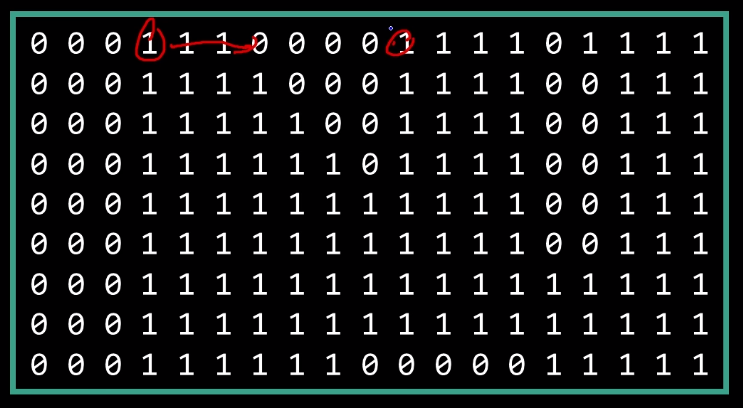 0 0 0 1 1 1 0 0 0 0 1 1 1 1 0 1 1 1 1
0 0 0 1 1 1 1 0 0 0 1 1 1 1 0 0 1 1 1
0 0 0 1 1 1 1 1 0 0 1 1 1 1 0 0 1 1 1
0 0 0 1 1 1 1 1 1 0 1 1 1 1 0 0 1 1 1
0 0 0 1 1 1 1 1 1 1 1 1 1 1 0 0 1 1 1
0 0 0 1 1 1 1 1 1 1 1 1 1 1 0 0 1 1 1
0 0 0 1 1 1 1 1 1 1 1 1 1 1 1 1 1 1 1
0 0 0 1 1 1 1 1 1 1 1 1 1 1 1 1 1 1 1
0 0 0 1 1 1 1 1 1 0 0 0 0 0 1 1 1 1 1